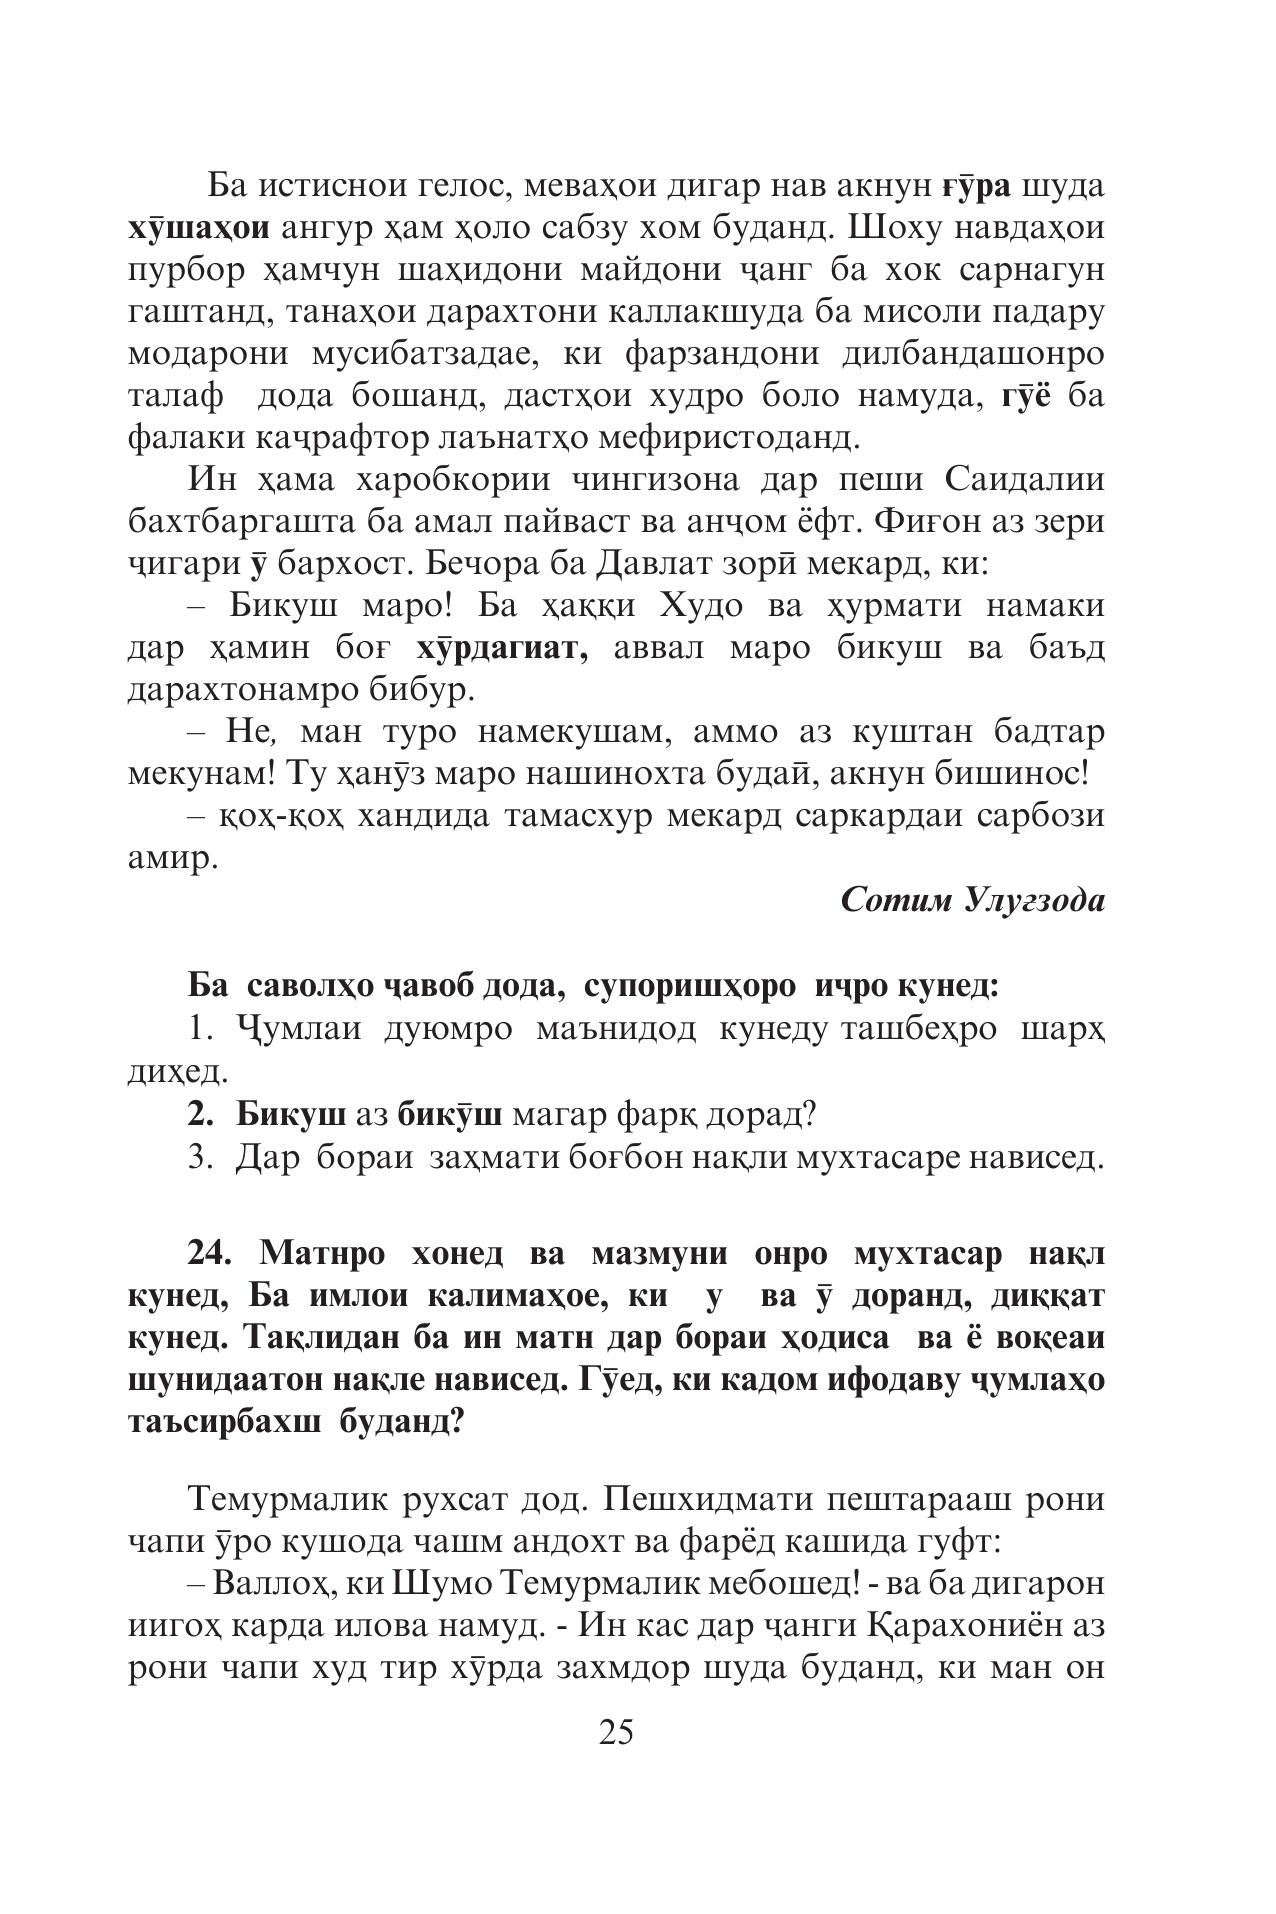 Ба истиснои гелос, меваҳои дигар нав акнун ғӯра шуда
хӯшаҳои ангур ҳам ҳоло сабзу хом буданд. Шоху навдаҳои
пурбор ҳамчун шаҳидони майдони ҷанг ба хок сарнагун
гаштанд, танаҳои дарахтони каллакшуда ба мисоли падару
модарони мусибатзадае, ки фарзандони дилбандашонро
талаф дода бошанд, дастҳои худро боло намуда, гӯё ба
фалаки каҷрафтор лаънатҳо мефиристоданд.
Ин ҳама харобкории чингизона дар пеши Саидалии
бахтбаргашта ба амал пайваст ва анҷом ёфт. Фиғон аз зери
ҷигари ӯ бархост. Бечора ба Давлат зорӣ мекард, ки:
– Бикуш маро! Ба ҳаққи Худо ва ҳурмати намаки
дар ҳамин боғ хӯрдагиат, аввал маро бикуш ва баъд
дарахтонамро бибур.
– Не, ман туро намекушам, аммо аз куштан бадтар
мекунам! Ту ҳанӯз маро нашинохта будаӣ, акнун бишинос!
– қоҳ-қоҳ хандида тамасхур мекард саркардаи сарбози
амир.
Сотим Улуғзода
Ба саволҳо ҷавоб дода, супоришҳоро иҷро кунед:
1. Ҷумлаи дуюмро маънидод кунеду ташбеҳро шарҳ
диҳед.
2. Бикуш аз бикӯш магар фарқ дорад?
3. Дар бораи заҳмати боғбон нақли мухтасаре нависед.
24. Матнро хонед ва мазмуни онро мухтасар нақл
кунед, Ба имлои калимаҳое, ки у ва ӯ доранд, диққат
кунед. Тақлидан ба ин матн дар бораи ҳодиса ва ё воқеаи
шунидаатон нақле нависед. Гӯед, ки кадом ифодаву ҷумлаҳо
таъсирбахш буданд?
Темурмалик рухсат дод. Пешхидмати пештарааш рони
чапи ӯро кушода чашм андохт ва фарёд кашида гуфт:
– Валлоҳ, ки Шумо Темурмалик мебошед! - ва ба дигарон
иигоҳ карда илова намуд. - Ин кас дар ҷанги Қарахониён аз
рони чапи худ тир хӯрда захмдор шуда буданд, ки ман он
25